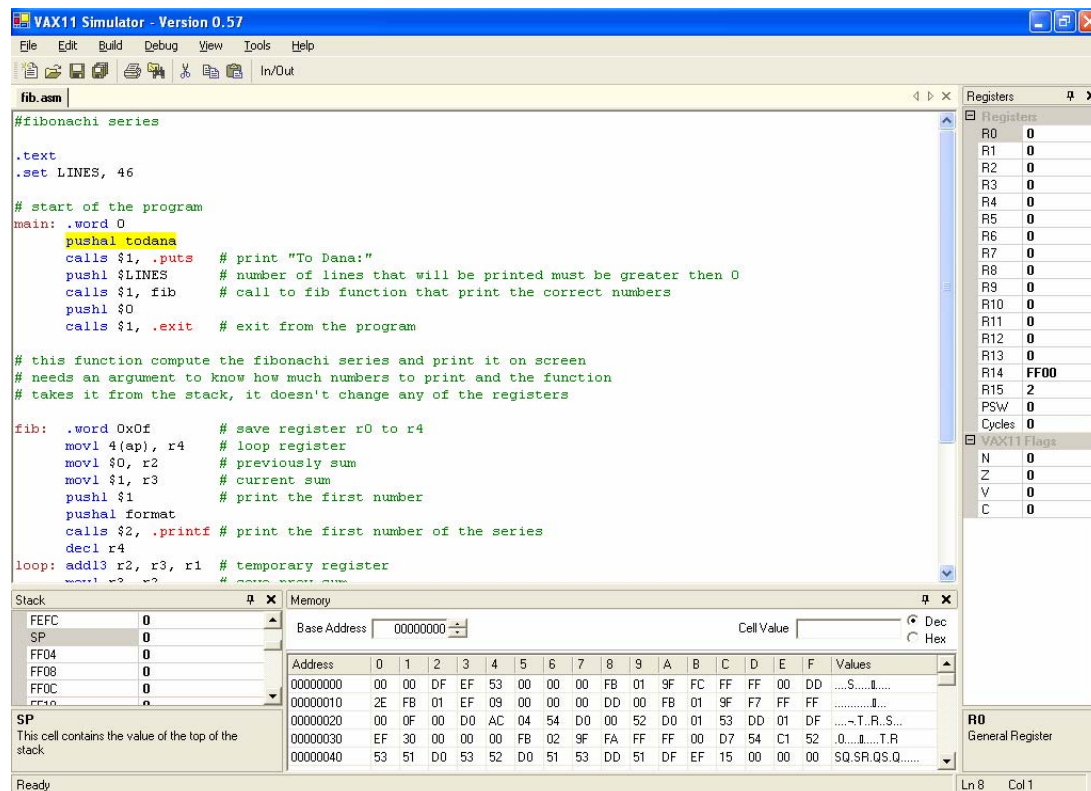 VAX11 Simulator - Version 0.57
File Edit Build Debug View Tools Help
In/Out
fib.asm
#fibonachi series
.text
.set LINES, 46
# start of the program
main: .word 0
pushal todana
calls $1, .puts # print "To Dana:"
pushl $LINES # number of lines that will be printed must be greater then 0
calls $1, fib # call to fib function that print the correct numbers
pushl $0
calls $1, .exit # exit from the program
# this function compute the fibonachi series and print it on screen
# needs an argument to know how much numbers to print and the function
# takes it from the stack, it doesn't change any of the registers
fib: .word 0x0f # save register r0 to r4
movl 4(ap), r4 # loop register
movl $0, r2 # previously sum
movl $1, r3 # current sum
pushl $1 # print the first number
pushal format
calls $2, .printf # print the first number of the series
decl r4
loop: addl3 r2, r3, r1 # temporary register
Registers
Registers
R0 0
R1 0
R2 0
R3 0
R4 0
R5 0
R6 0
R7 0
R8 0
R9 0
R10 0
R11 0
R12 0
R13 0
R14 FF00
R15 2
PSW 0
Cycles 0
VAX11 Flags
N 0
Z 0
V 0
C 0
R0
General Register
Stack
FEFC 0
SP 0
FF04 0
FF08 0
FF0C 0
SP
This cell contains the value of the top of the
stack
Memory
Base Address 00000000 Cell Value Dec
Hex
Address 0 1 2 3 4 5 6 7 8 9 A B C D E F Values
00000000 00 00 DF EF 53 00 00 00 FB 01 9F FC FF FF 00 DD ....S.....
00000010 2E FB 01 EF 09 00 00 00 DD 00 FB 01 9F F7 FF FF
00000020 00 0F 00 D0 AC 04 54 D0 00 52 D0 01 53 DD 01 DF ....¬.T..R..S...
00000030 EF 30 00 00 00 FB 02 9F FA FF FF 00 D7 54 C1 52
00000040 53 51 D0 53 52 D0 51 53 DD 51 DF EF 15 00 00 00 SQ.SR.QS.Q......
Ready Ln 8 Col 1